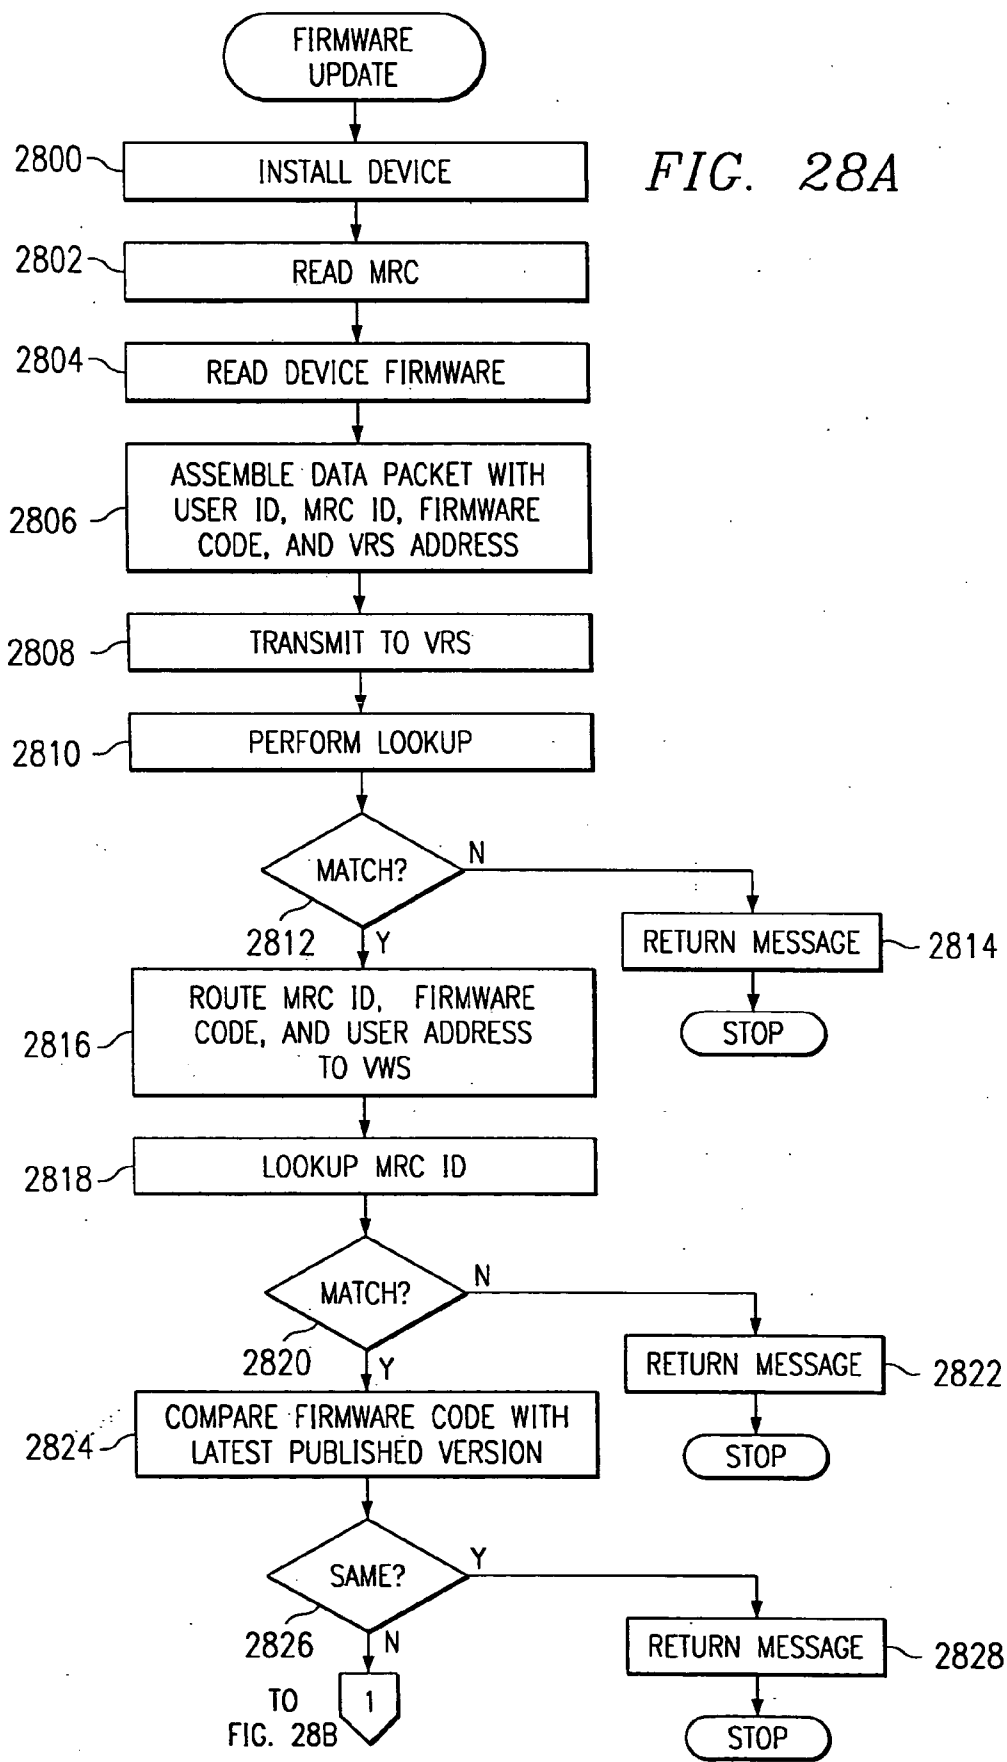 FIRMWARE
UPDATE
2800
INSTALL DEVICE
FIG. 28A
2802
READ MRC
2804
READ DEVICE FIRMWARE
2806
ASSEMBLE DATA PACKET WITH
USER ID, MRC ID, FIRMWARE
CODE, AND VRS ADDRESS
2808
TRANSMIT TO VRS
2810
PERFORM LOOKUP
MATCH?
N
2812
Y
RETURN MESSAGE
2814
STOP
2816
ROUTE MRC ID, FIRMWARE
CODE, AND USER ADDRESS
TO VWS
2818
LOOKUP MRC ID
MATCH?
N
2820
Y
RETURN MESSAGE
2822
STOP
2824
COMPARE FIRMWARE CODE WITH
LATEST PUBLISHED VERSION
SAME?
Y
2826
N
RETURN MESSAGE
2828
STOP
TO
FIG. 28B
1